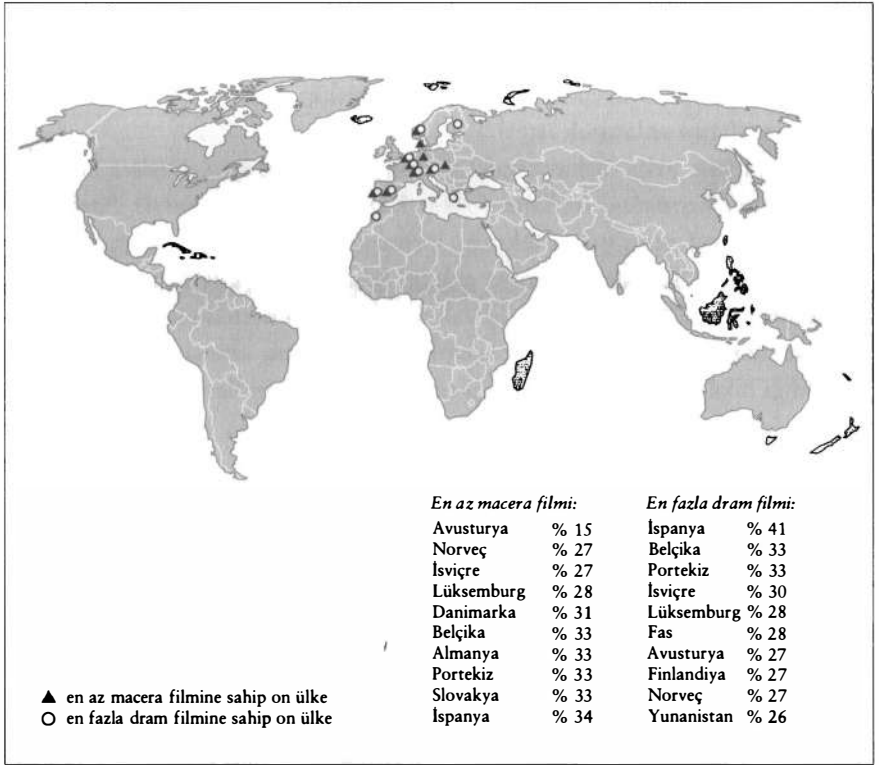 En az macera filmi:
Avusturya % 15
Norveç % 27
İsviçre % 27
Lüksemburg % 28
Danimarka % 31
Belçika % 33
Almanya % 33
Portekiz % 33
Slovakya % 33
İspanya % 34
En fazla dram filmi:
İspanya % 41
Belçika % 33
Portekiz % 33
İsviçre % 30
Lüksemburg % 28
Fas % 28
Avusturya % 27
Finlandiya % 27
Norveç % 27
Yunanistan % 26
▲ en az macera filmine sahip on ülke
○ en fazla dram filmine sahip on ülke